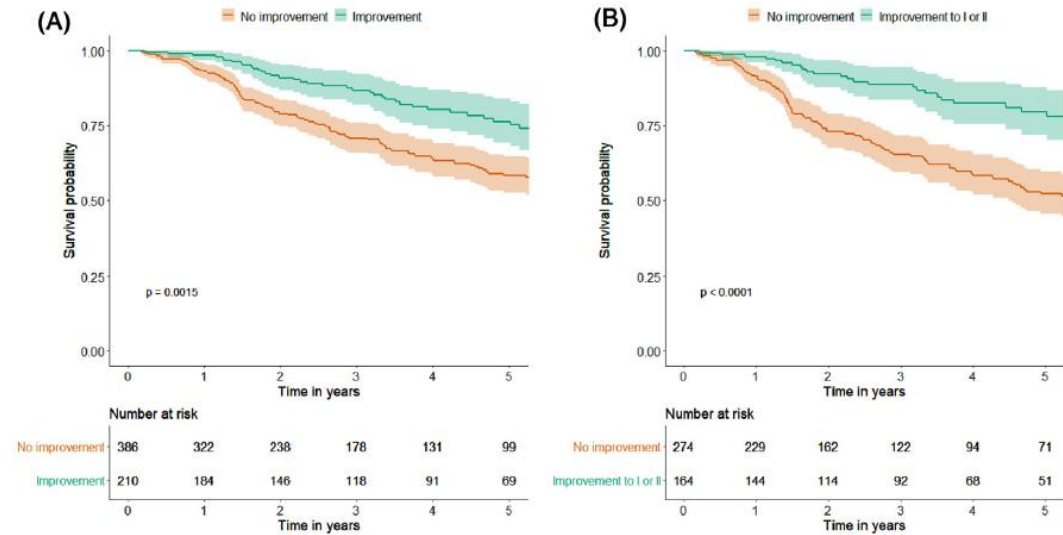 (A)
No improvement Improvement
Survival probability
1.00
0.75
0.50
0.25
0.00
p = 0.0015
0 1 2 3 4 5
Time in years
Number at risk
No improvement 386 322 238 178 131 99
Improvement 210 184 146 118 91 69
0 1 2 3 4 5
Time in years
(B)
No improvement Improvement to I or II
Survival probability
1.00
0.75
0.50
0.25
0.00
p < 0.0001
0 1 2 3 4 5
Time in years
Number at risk
No improvement 274 229 162 122 94 71
Improvement to I or II 164 144 114 92 68 51
0 1 2 3 4 5
Time in years